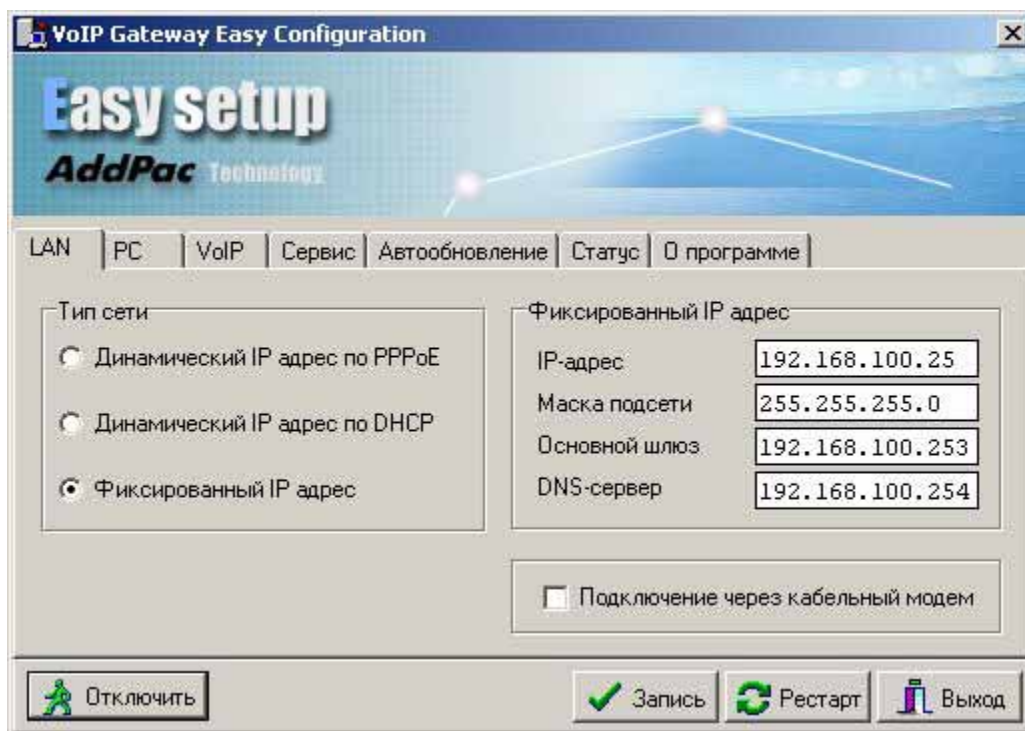 VoIP Gateway Easy Configuration
Easy setup
AddPac Technology
LAN PC VoIP Сервис Автообновление Статус О программе
Тип сети
Динамический IP адрес по PPPoE
Динамический IP адрес по DHCP
Фиксированный IP адрес
Фиксированный IP адрес
IP-адрес 192.168.100.25
Маска подсети 255.255.255.0
Основной шлюз 192.168.100.253
DNS-сервер 192.168.100.254
Подключение через кабельный модем
Отключить Запись Рестарт Выход